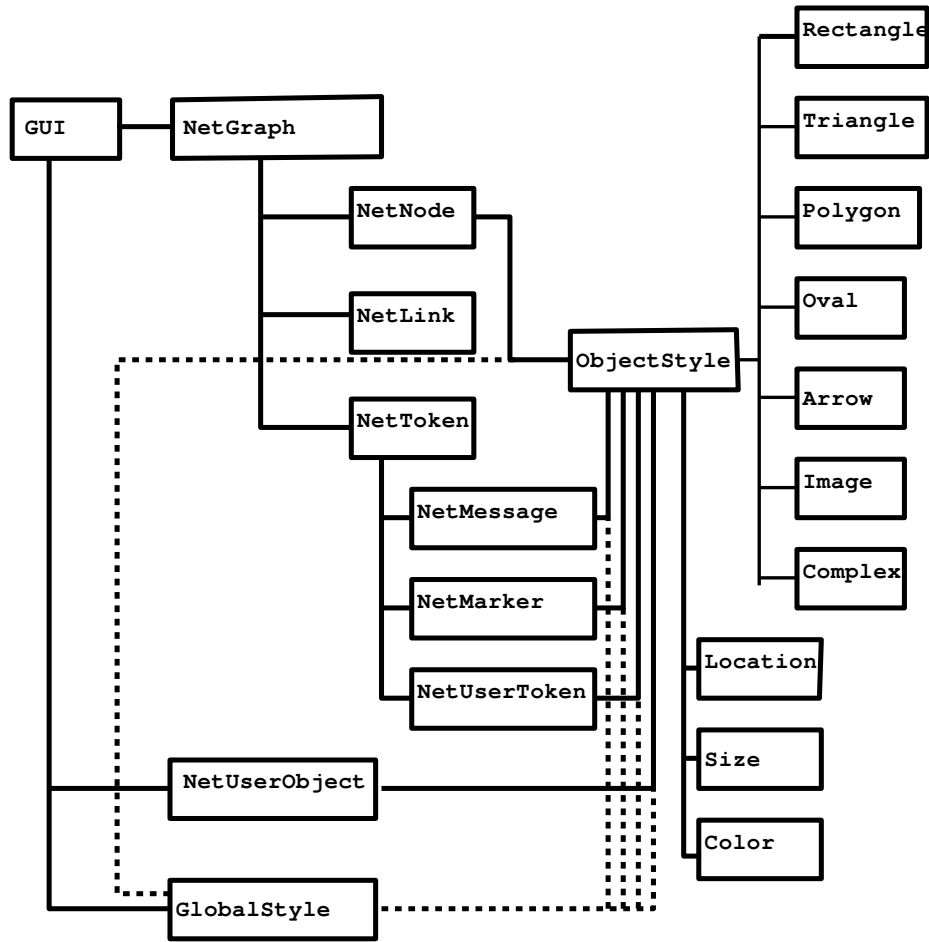 Rectangle
GUI
NetGraph
Triangle
NetNode
Polygon
NetLink
Oval
ObjectStyle
NetToken
Arrow
NetMessage
Image
NetMarker
Complex
NetUserToken
Location
NetUserObject
Size
GlobalStyle
Color